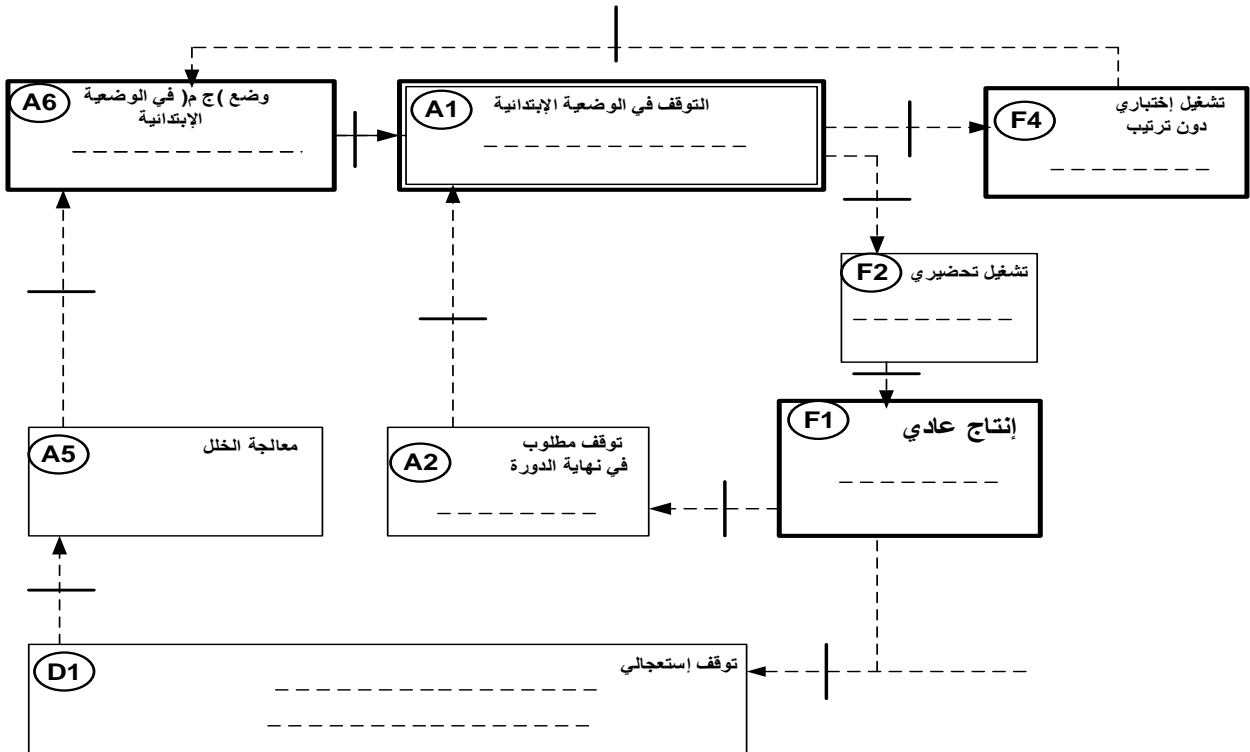 A6
وضع )ج م( في الوضعية
الإبتدائية
A1
التوقف في الوضعية الإبتدائية
F4
تشغيل إختباري
دون ترتيب
F2
تشغيل تحضيري
F1
إنتاج عادي
A5
معالجة الخلل
A2
توقف مطلوب
في نهاية الدورة
D1
توقف إستعجالي